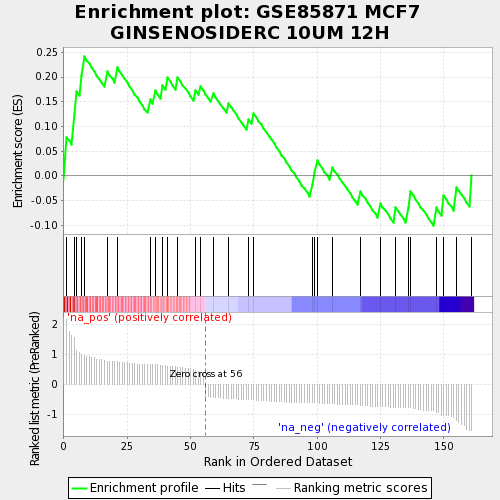 Enrichment plot: GSE85871 MCF7
GINSENOSIDERC 10UM 12H
Enrichment score (ES)
0.25
0.20
0.15
0.10
0.05
0.00
-0.05
-0.10
'na_pos' (positively correlated)
Ranked list metric (PreRanked)
2
1
0
-1
Zero cross at 56
'na_neg' (negatively correlated)
0 25 50 75 100 125 150
Rank in Ordered Dataset
Enrichment profile Hits Ranking metric scores